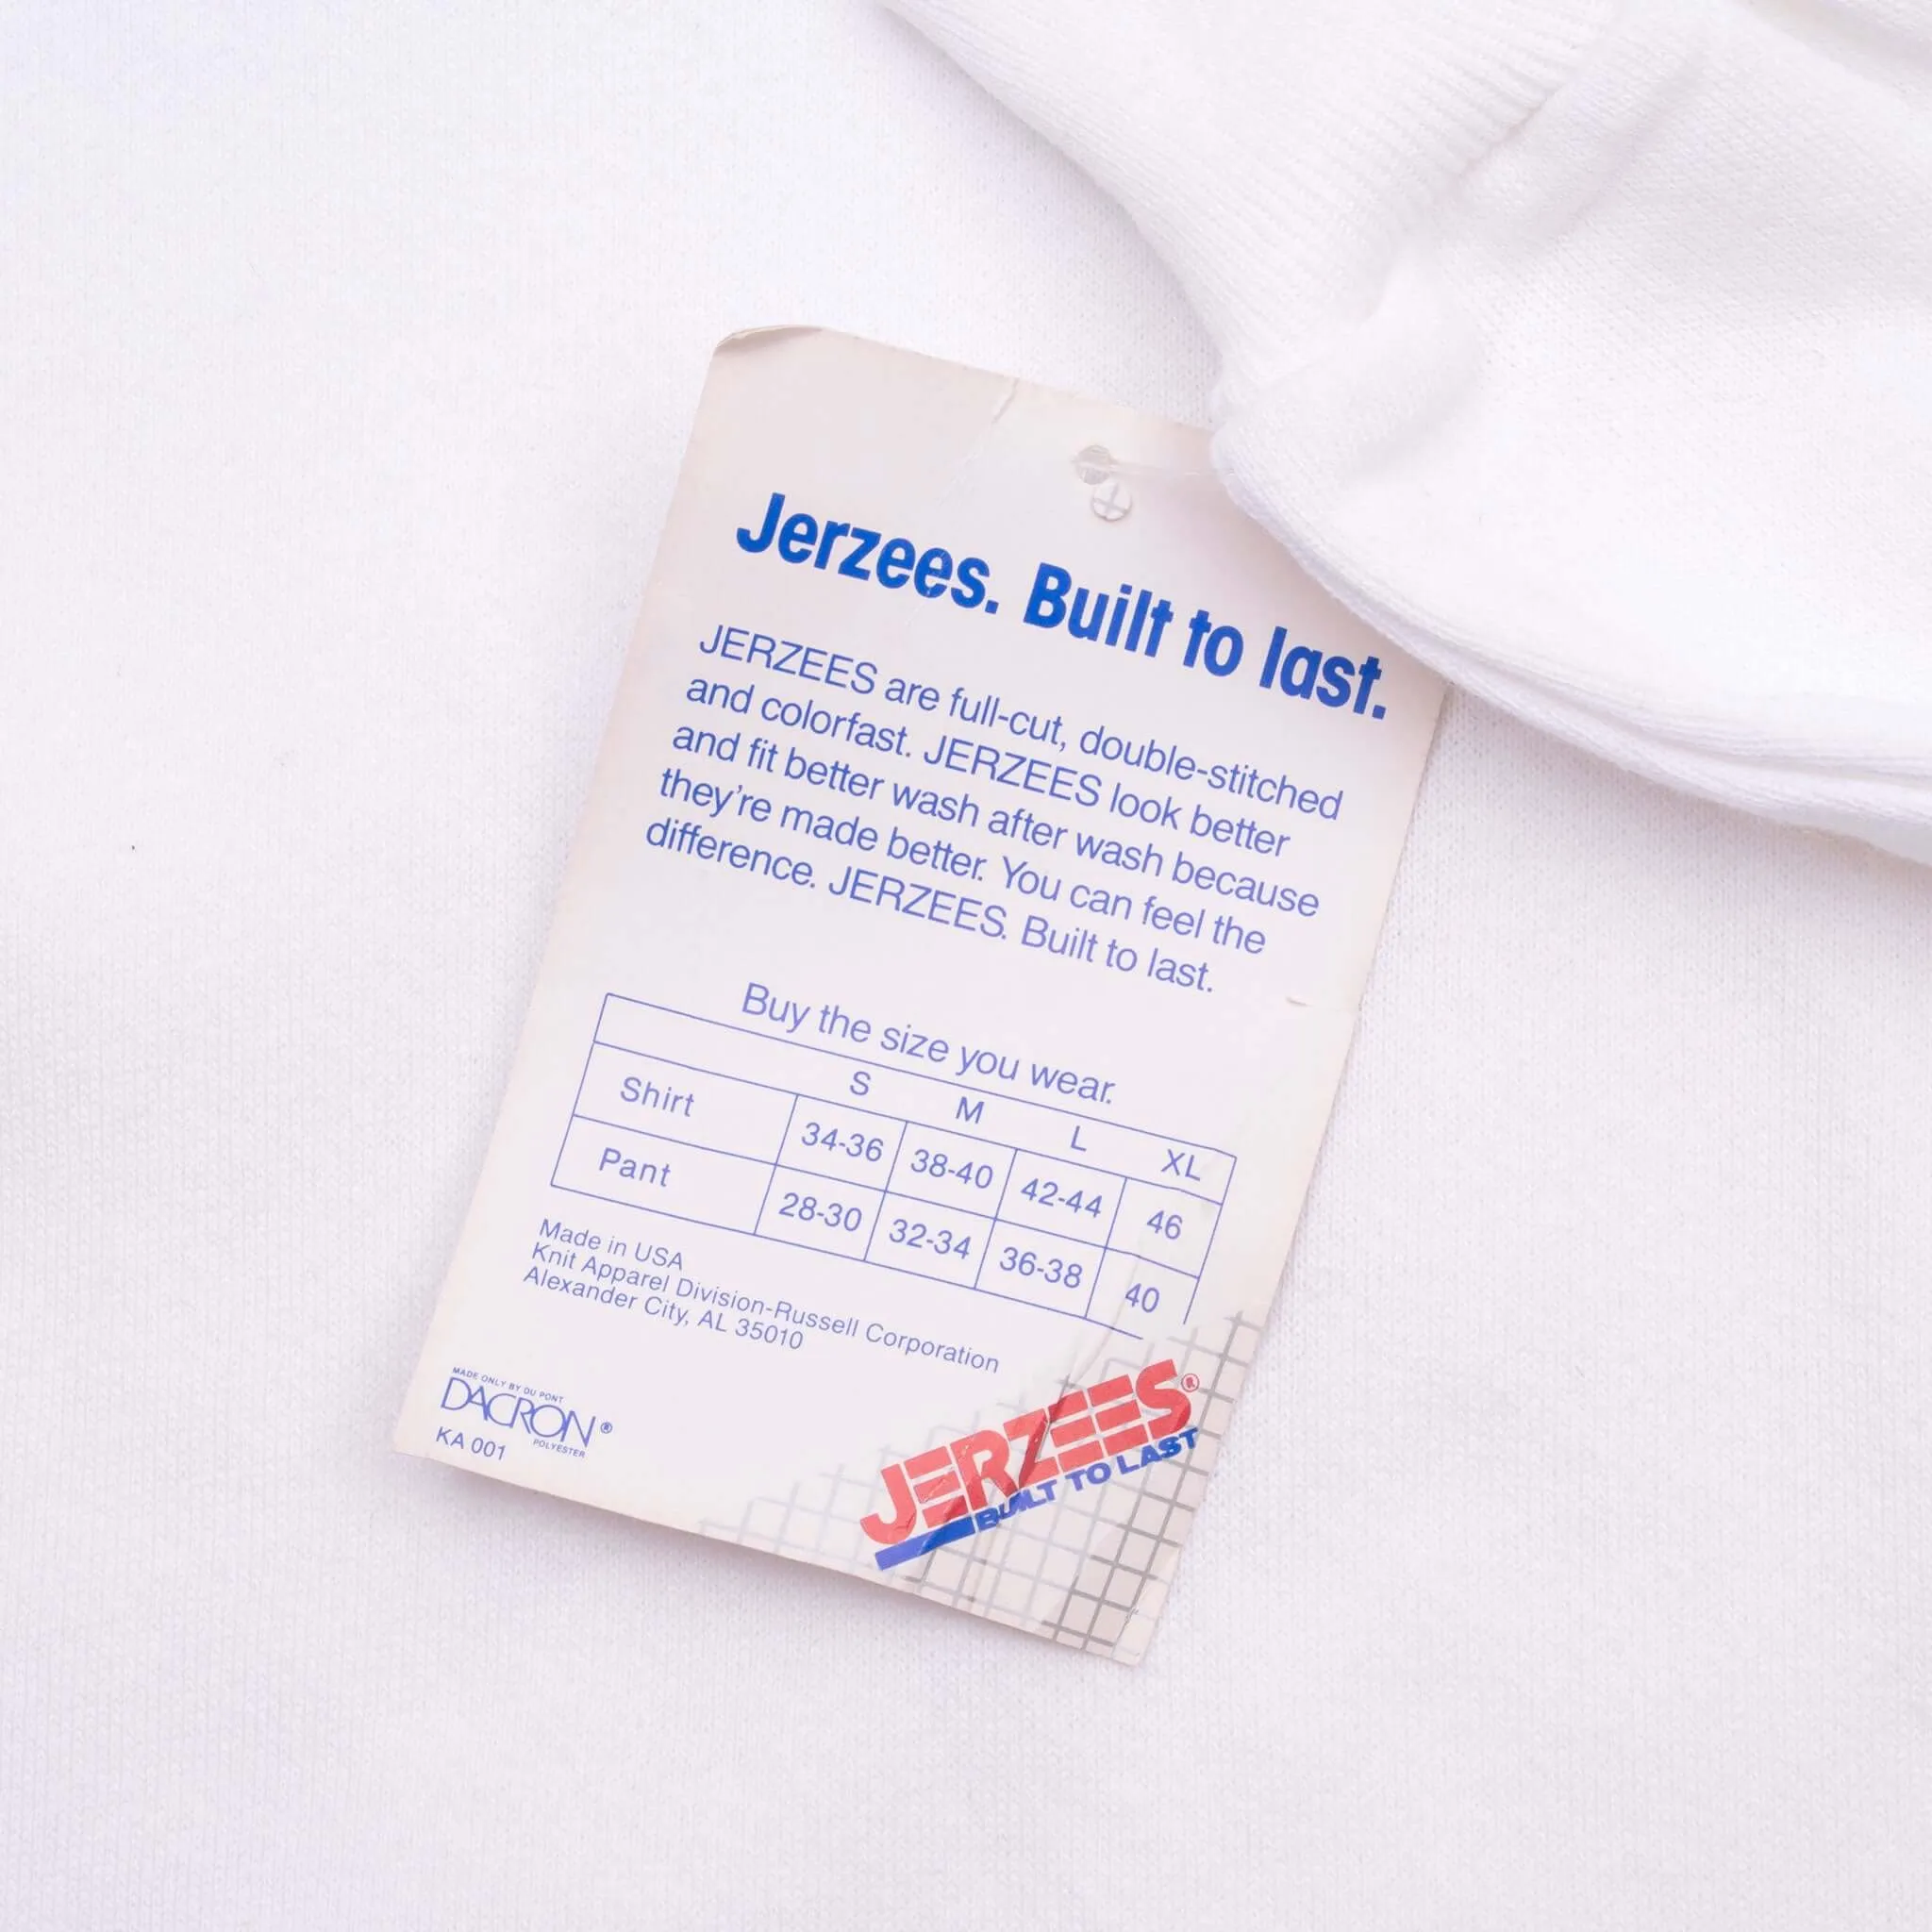 Jerzees. Built to last.
JERZEES are full-cut, double-stitched
and colorfast. JERZEES look better
and fit better wash after wash because
they're made better. You can feel the
difference. JERZEES. Built to last.
Buy the size you wear.
S M L XL
Shirt 34-36 38-40 42-44 46
Pant 28-30 32-34 36-38 40
Made in USA
Knit Apparel Division-Russell Corporation
Alexander City, AL 35010
MADE ONLY BY DU PONT
DACRON®
POLYESTER
KA 001
JERZEES®
BUILT TO LAST